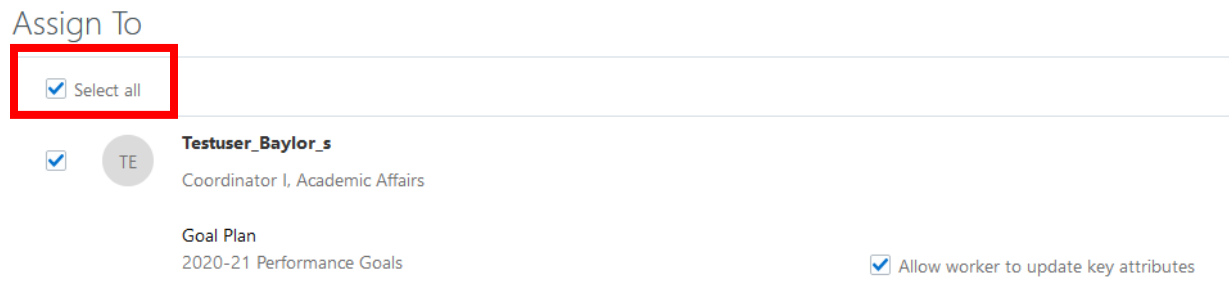 Assign To
Select all
TE
Testuser_Baylor_s
Coordinator I, Academic Affairs
Goal Plan
2020-21 Performance Goals
Allow worker to update key attributes